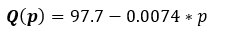 Q(p) = 97.7 − 0.0074 * p